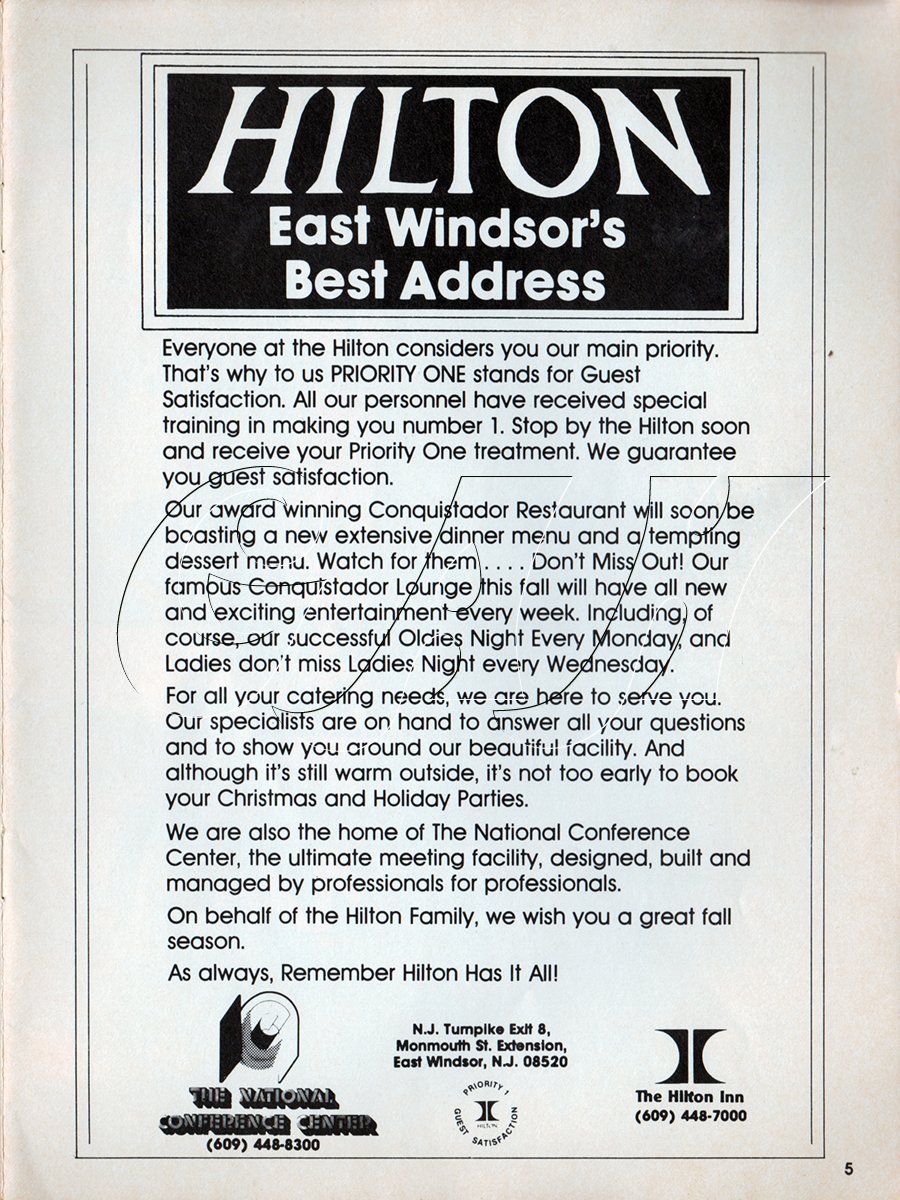 HILTON
East Windsor's
Best Address
Everyone at the Hilton considers you our main priority.
That's why to us PRIORITY ONE stands for Guest
Satisfaction. All our personnel have received special
training in making you number 1. Stop by the Hilton soon
and receive your Priority One treatment. We guarantee
you guest satisfaction.
Our award winning Conquistador Restaurant will soon be
boasting a new extensive dinner menu and a tempting
dessert menu. Watch for them . . . . Don't Miss Out! Our
famous Conquistador Lounge this fall will have all new
and exciting entertainment every week. Including, of
course, our successful Oldies Night Every Monday, and
Ladies don't miss Ladies Night every Wednesday.
For all your catering needs, we are here to serve you.
Our specialists are on hand to answer all your questions
and to show you around our beautiful facility. And
although it's still warm outside, it's not too early to book
your Christmas and Holiday Parties.
We are also the home of The National Conference
Center, the ultimate meeting facility, designed, built and
managed by professionals for professionals.
On behalf of the Hilton Family, we wish you a great fall
season.
As always, Remember Hilton Has It All!
THE NATIONAL
CONFERENCE CENTER
(609) 448-8300
N.J. Turnpike Exit 8,
Monmouth St. Extension,
East Windsor, N.J. 08520
PRIORITY 1
HILTON
GUEST SATISFACTION
The Hilton Inn
(609) 448-7000
5